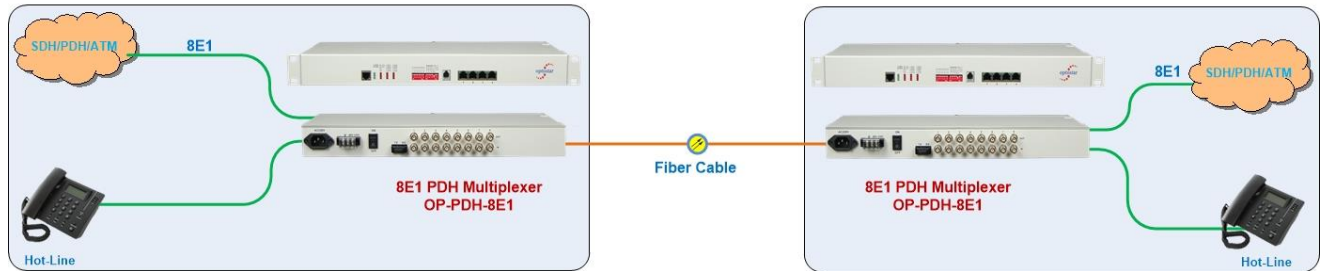 SDH/PDH/ATM
8E1
8E1 PDH Multiplexer
OP-PDH-8E1
Hot-Line
Fiber Cable
8E1
SDH/PDH/ATM
8E1 PDH Multiplexer
OP-PDH-8E1
Hot-Line